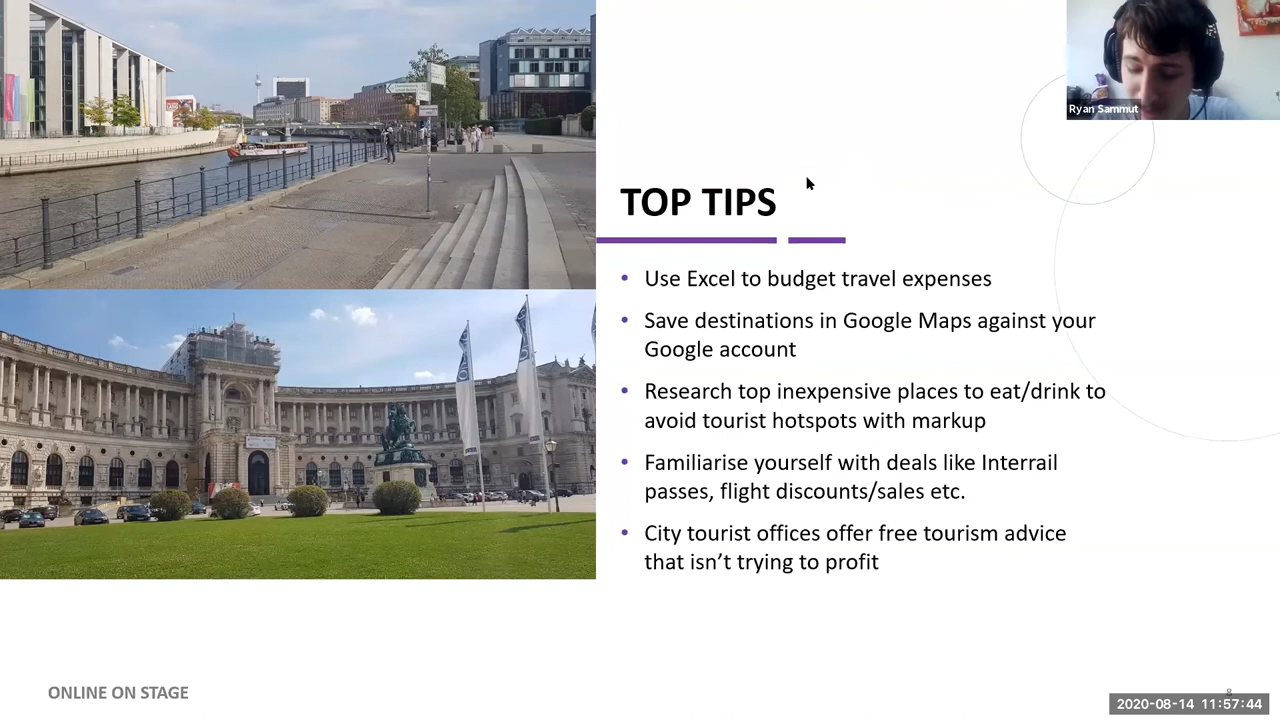 Ryan Sammut
TOP TIPS
• Use Excel to budget travel expenses
• Save destinations in Google Maps against your
Google account
• Research top inexpensive places to eat/drink to
avoid tourist hotspots with markup
• Familiarise yourself with deals like Interrail
passes, flight discounts/sales etc.
• City tourist offices offer free tourism advice
that isn’t trying to profit
ONLINE ON STAGE
8
2020-08-14 11:57:44